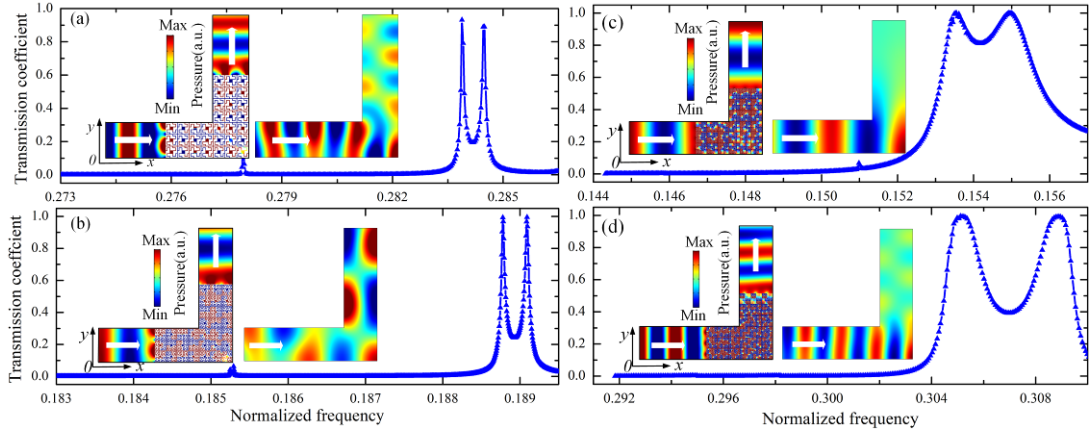 (a)
Transmission coefficient
1.0
0.8
0.6
0.4
0.2
0.0
Max
Min
Pressure(a.u.)
y
0
x
0.273
0.276
0.279
0.282
0.285
(b)
Transmission coeffcient
1.0
0.8
0.6
0.4
0.2
0.0
Max
Min
Pressure(a.u.)
y
0
x
0.183
0.184
0.185
0.186
0.187
0.188
0.189
Normalized frequency
(c)
1.0
0.8
0.6
0.4
0.2
0.0
Max
Min
Pressure(a.u.)
y
0
x
0.144
0.146
0.148
0.150
0.152
0.154
0.156
(d)
1.0
0.8
0.6
0.4
0.2
0.0
Max
Min
Pressure(a.u.)
y
0
x
0.292
0.296
0.300
0.304
0.308
Normalized frequency